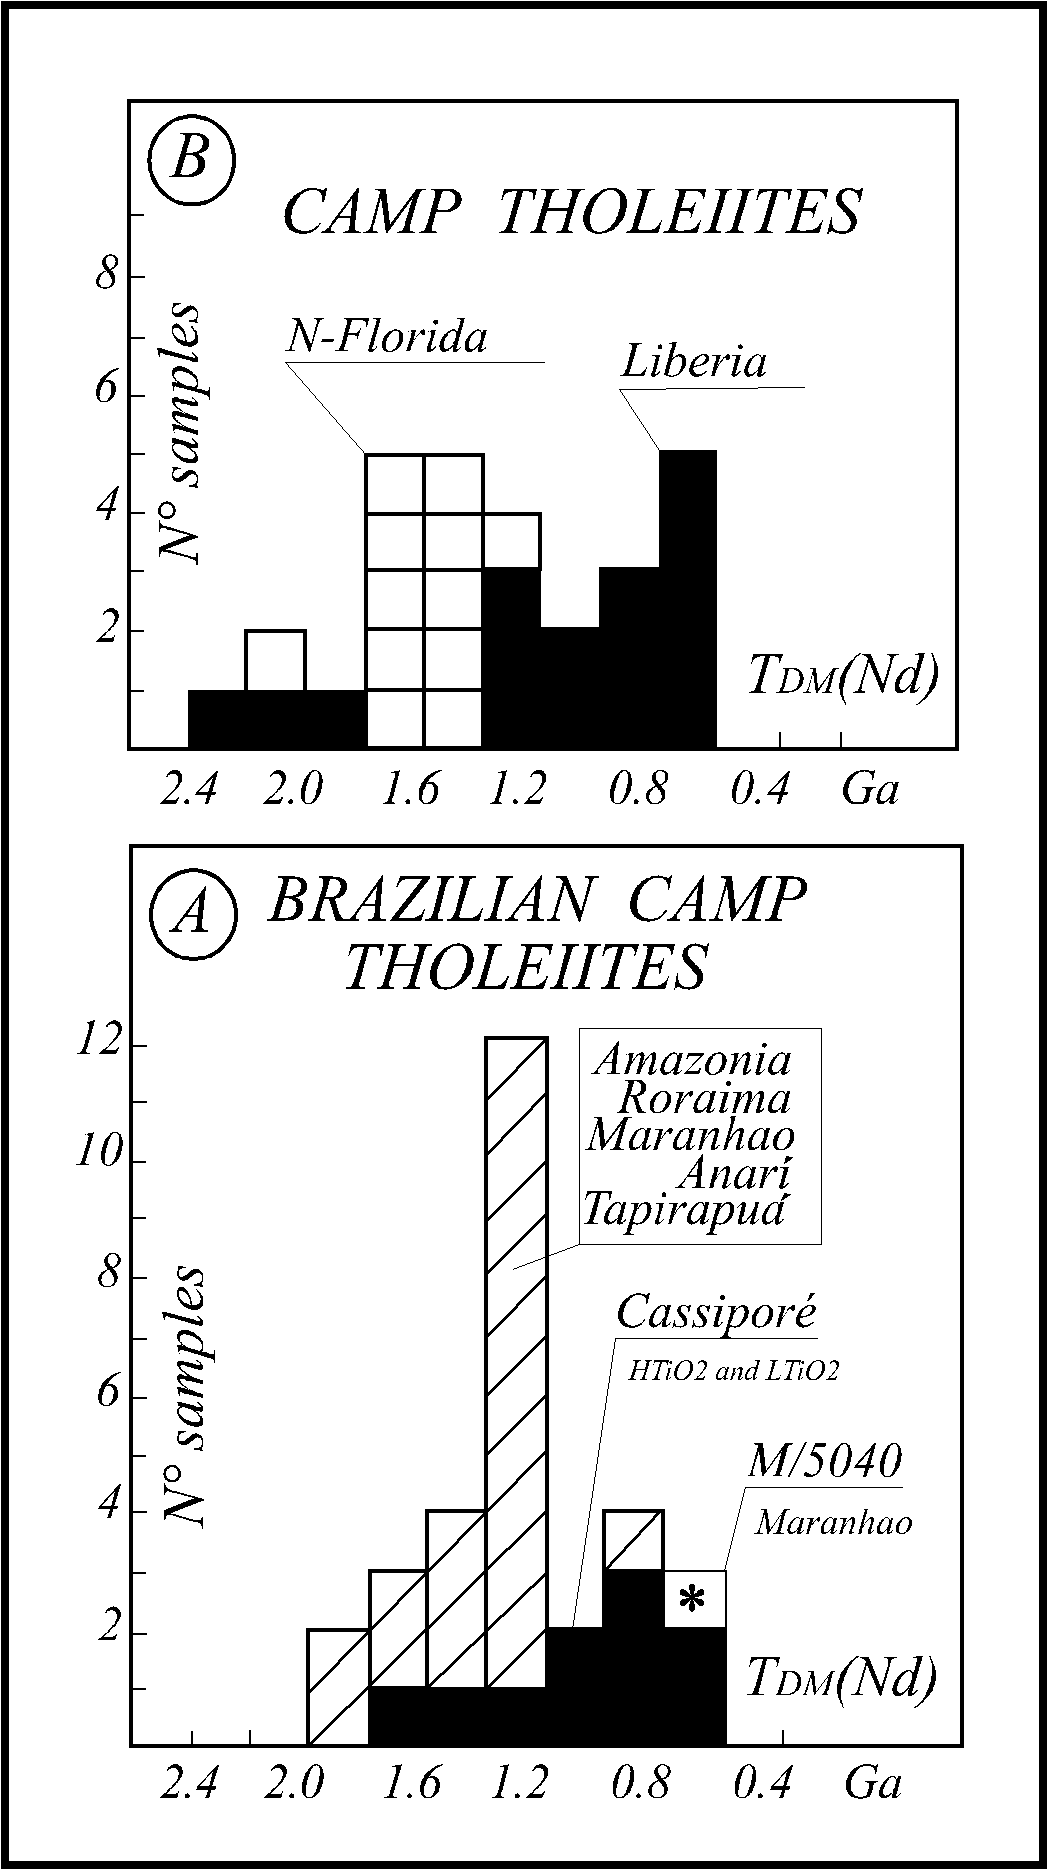 B
CAMP THOLEIITES
8
6
4
2
N° samples
N-Florida
Liberia
TDM(Nd)
2.4 2.0 1.6 1.2 0.8 0.4 Ga
A
BRAZILIAN CAMP
THOLEIITES
12
10
8
6
4
2
N° samples
Amazonia
Roraima
Maranhao
Anarí
Tapirapuá
Cassiporé
HTiO2 and LTiO2
M/5040
Maranhao
*
TDM(Nd)
2.4 2.0 1.6 1.2 0.8 0.4 Ga